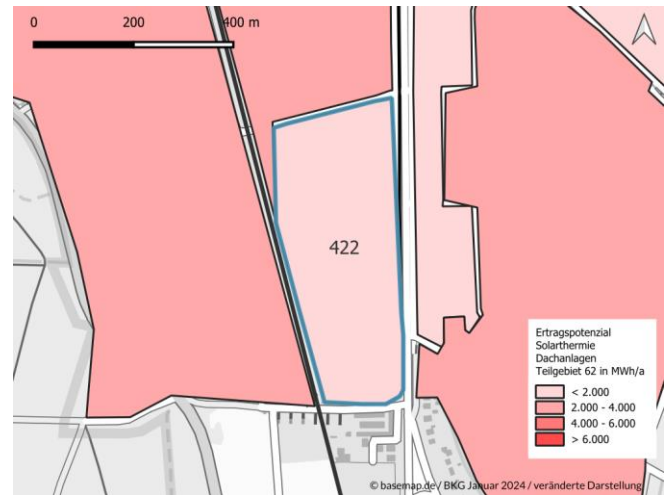 0 200 400 m
422
Ertragspotenzial
Solarthermie
Dachanlagen
Teilgebiet 62 in MWh/a
< 2.000
2.000 - 4.000
4.000 - 6.000
> 6.000
© basemap.de / BKG Januar 2024 / veränderte Darstellung